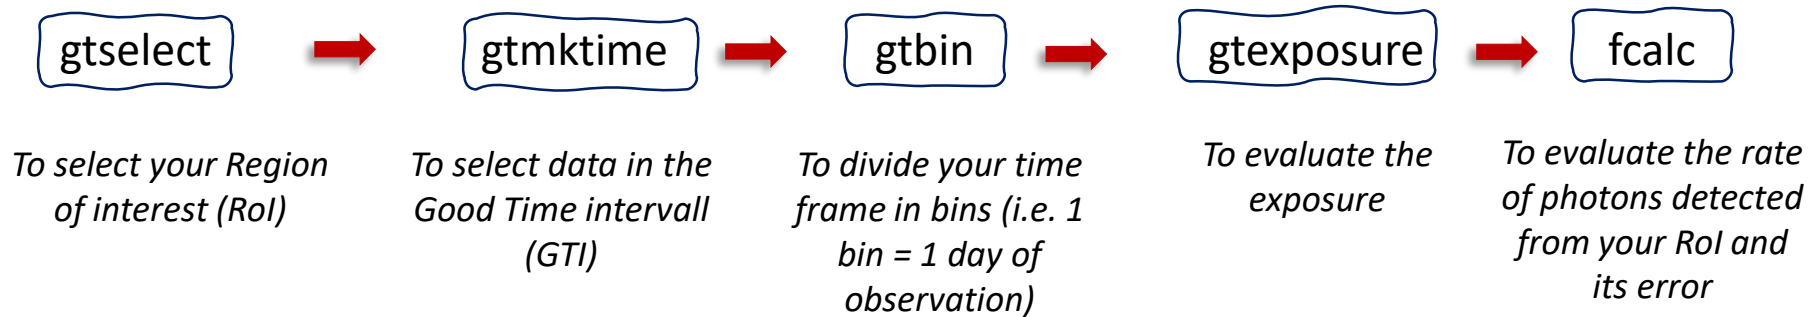 gtselect
gtmktime
gtbin
gtexposure
fcalc
To select your Region
of interest (RoI)
To select data in the
Good Time intervall
(GTI)
To divide your time
frame in bins (i.e. 1
bin = 1 day of
observation)
To evaluate the
exposure
To evaluate the rate
of photons detected
from your RoI and
its error